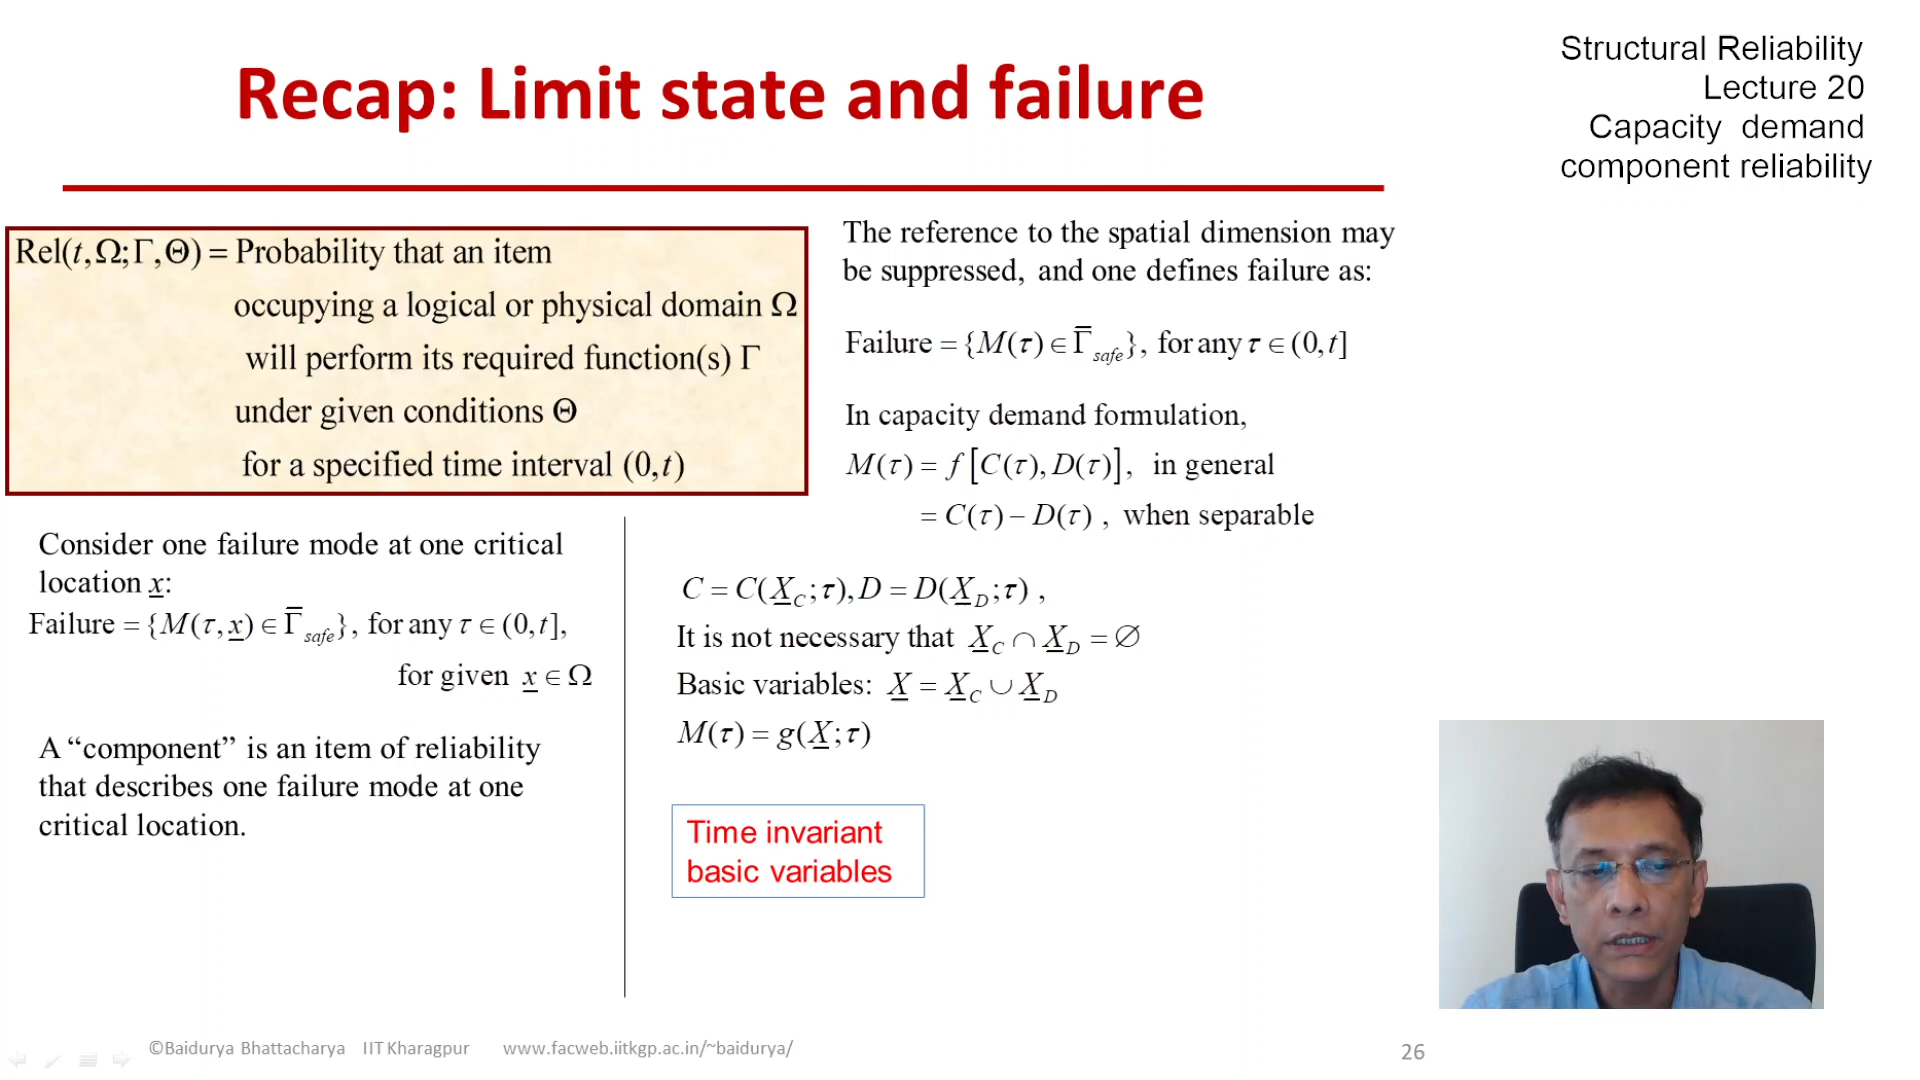 Recap: Limit state and failure
Structural Reliability
Lecture 20
Capacity demand
component reliability
Rel(t,Ω;Γ,Θ) = Probability that an item
occupying a logical or physical domain Ω
will perform its required function(s) Γ
under given conditions Θ
for a specified time interval (0,t)
Consider one failure mode at one critical
location x̲:
Failure = {M(τ,x̲) ∈ Γ̅_safe}, for any τ ∈ (0,t],
for given x̲ ∈ Ω
A “component” is an item of reliability
that describes one failure mode at one
critical location.
The reference to the spatial dimension may
be suppressed, and one defines failure as:
Failure = {M(τ) ∈ Γ̅_safe}, for any τ ∈ (0,t]
In capacity demand formulation,
M(τ) = f[C(τ),D(τ)], in general
= C(τ) − D(τ) , when separable
C = C(X̲_C;τ), D = D(X̲_D;τ) ,
It is not necessary that X̲_C ∩ X̲_D = ∅
Basic variables: X̲ = X̲_C ∪ X̲_D
M(τ) = g(X̲;τ)
Time invariant
basic variables
©Baidurya Bhattacharya IIT Kharagpur www.facweb.iitkgp.ac.in/~baidurya/
26